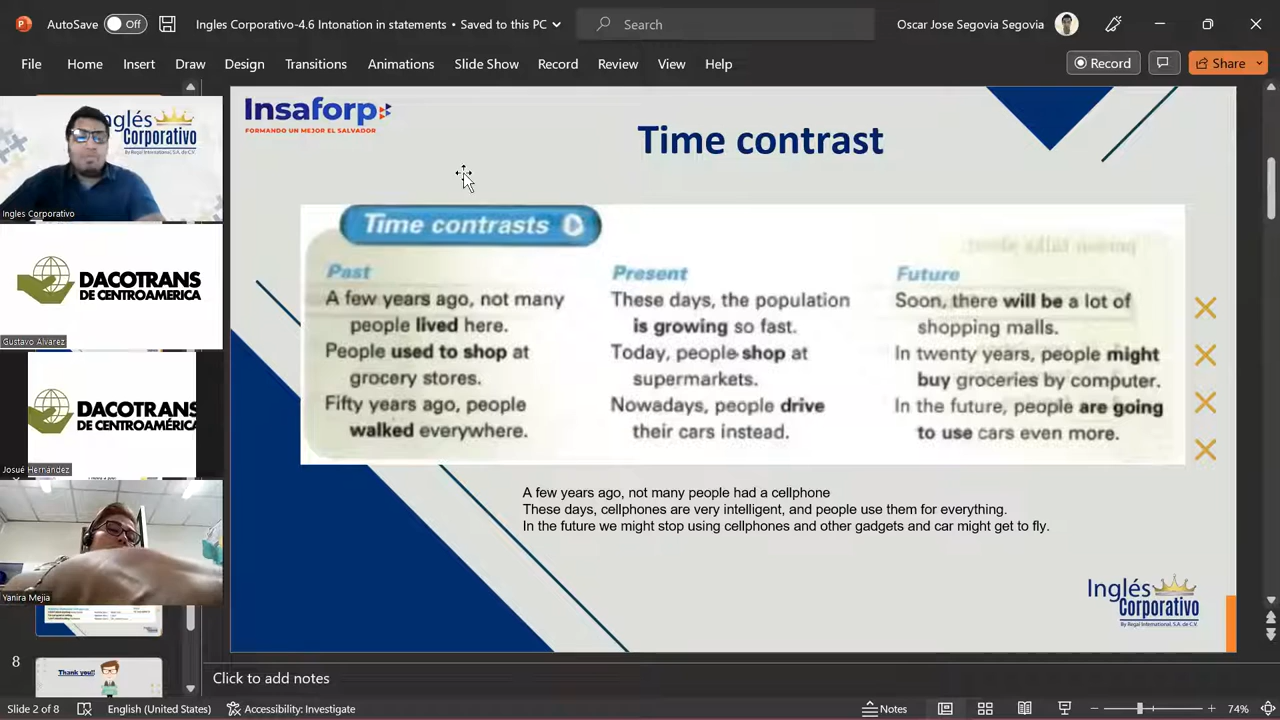 AutoSave Off Ingles Corporativo-4.6 Intonation in statements • Saved to this PC Search Oscar Jose Segovia Segovia
File Home Insert Draw Design Transitions Animations Slide Show Record Review View Help Record Share
Inglés
Corporativo
By Regal International, S.A. de C.V.
Ingles Corporativo
DACOTRANS
DE CENTROAMERICA
Gustavo Alvarez
DACOTRANS
DE CENTROAMÉRICA
Josué Hernández
Yanira Mejia
8
Thank you!!
Insaforp
FORMANDO UN MEJOR EL SALVADOR
Time contrast
Time contrasts
Past
A few years ago, not many
people lived here.
People used to shop at
grocery stores.
Fifty years ago, people
walked everywhere.
Present
These days, the population
is growing so fast.
Today, people shop at
supermarkets.
Nowadays, people drive
their cars instead.
Future
Soon, there will be a lot of
shopping malls.
In twenty years, people might
buy groceries by computer.
In the future, people are going
to use cars even more.
A few years ago, not many people had a cellphone
These days, cellphones are very intelligent, and people use them for everything.
In the future we might stop using cellphones and other gadgets and car might get to fly.
Inglés
Corporativo
By Regal International, S.A. de C.V.
Click to add notes
Slide 2 of 8 English (United States) Accessibility: Investigate Notes 74%